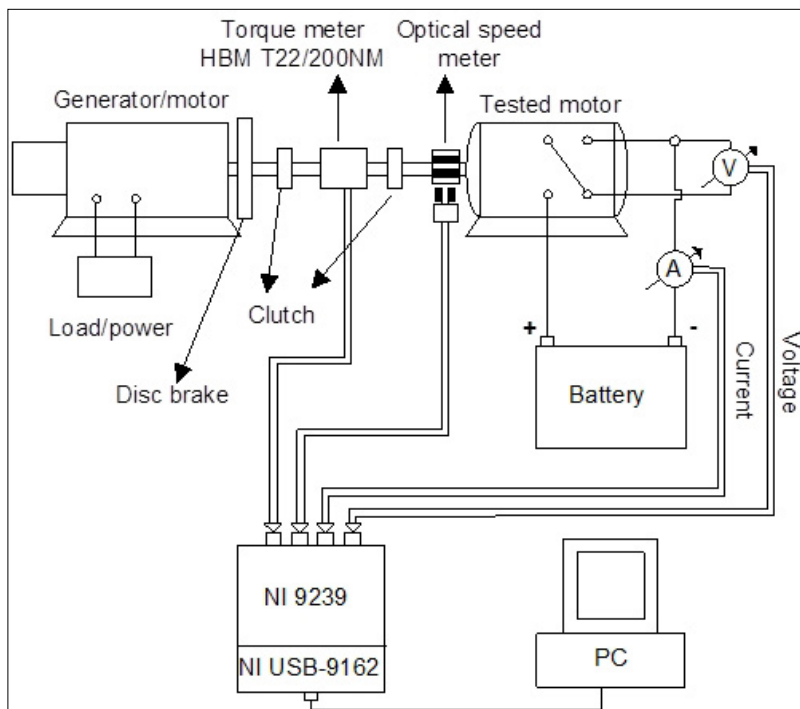 Torque meter
HBM T22/200NM
Optical speed
meter
Generator/motor
Tested motor
V
A
Load/power
Clutch
Disc brake
+
-
Battery
Current
Voltage
NI 9239
NI USB-9162
PC